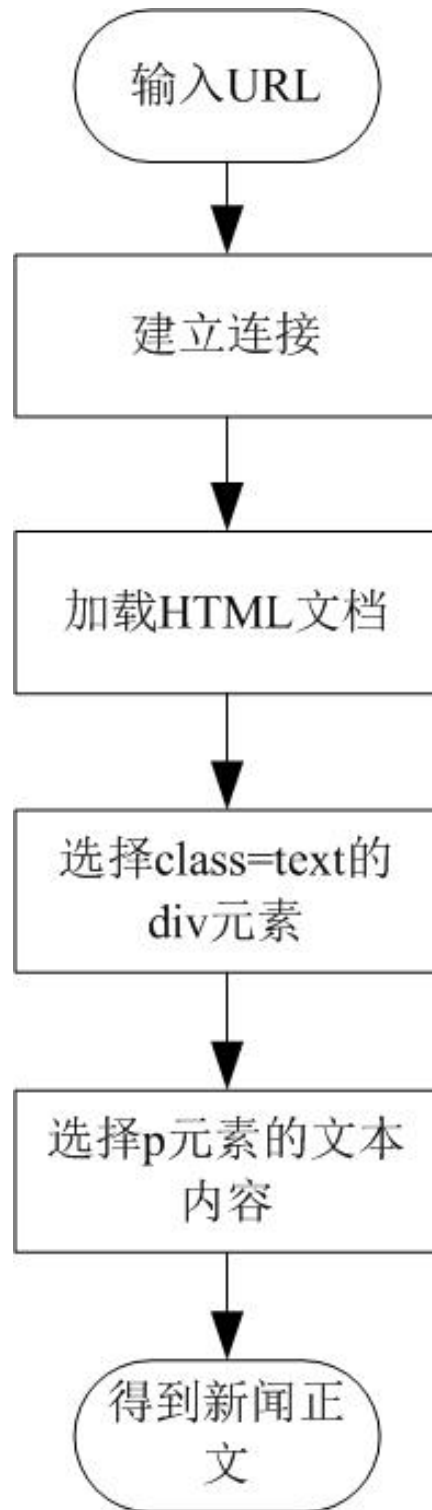 输入URL
建立连接
加载HTML文档
选择class=text的
div元素
选择p元素的文本
内容
得到新闻正
文